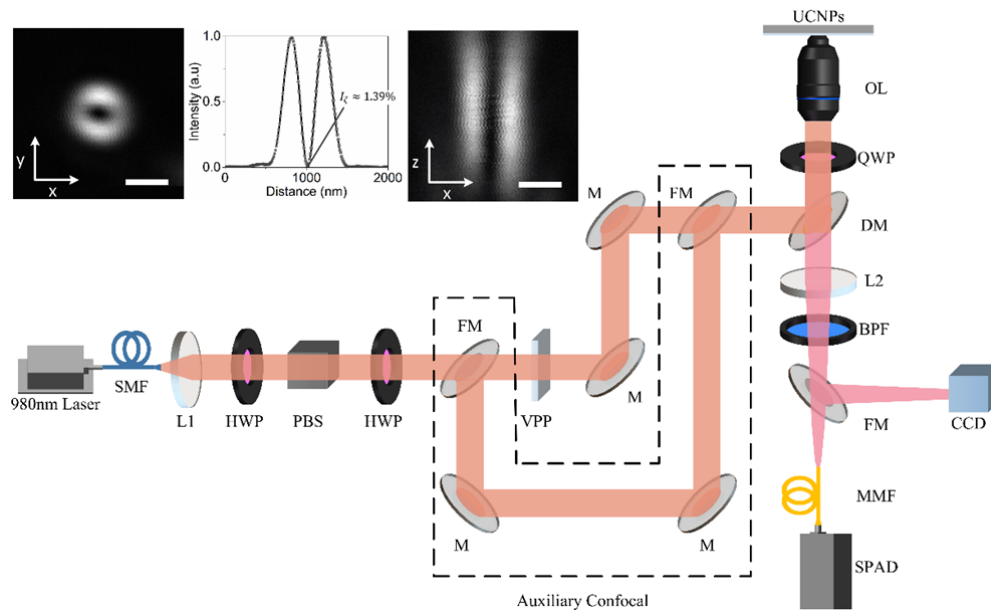 UCNPs
OL
QWP
DM
L2
BPF
FM
CCD
MMF
SPAD
y
x
Intensity (a.u)
1.0
0.5
0.0
0
1000
2000
Distance (nm)
Iζ ≈ 1.39%
z
x
M
FM
980nm Laser
SMF
L1
HWP
PBS
HWP
FM
VPP
M
M
M
Auxiliary Confocal